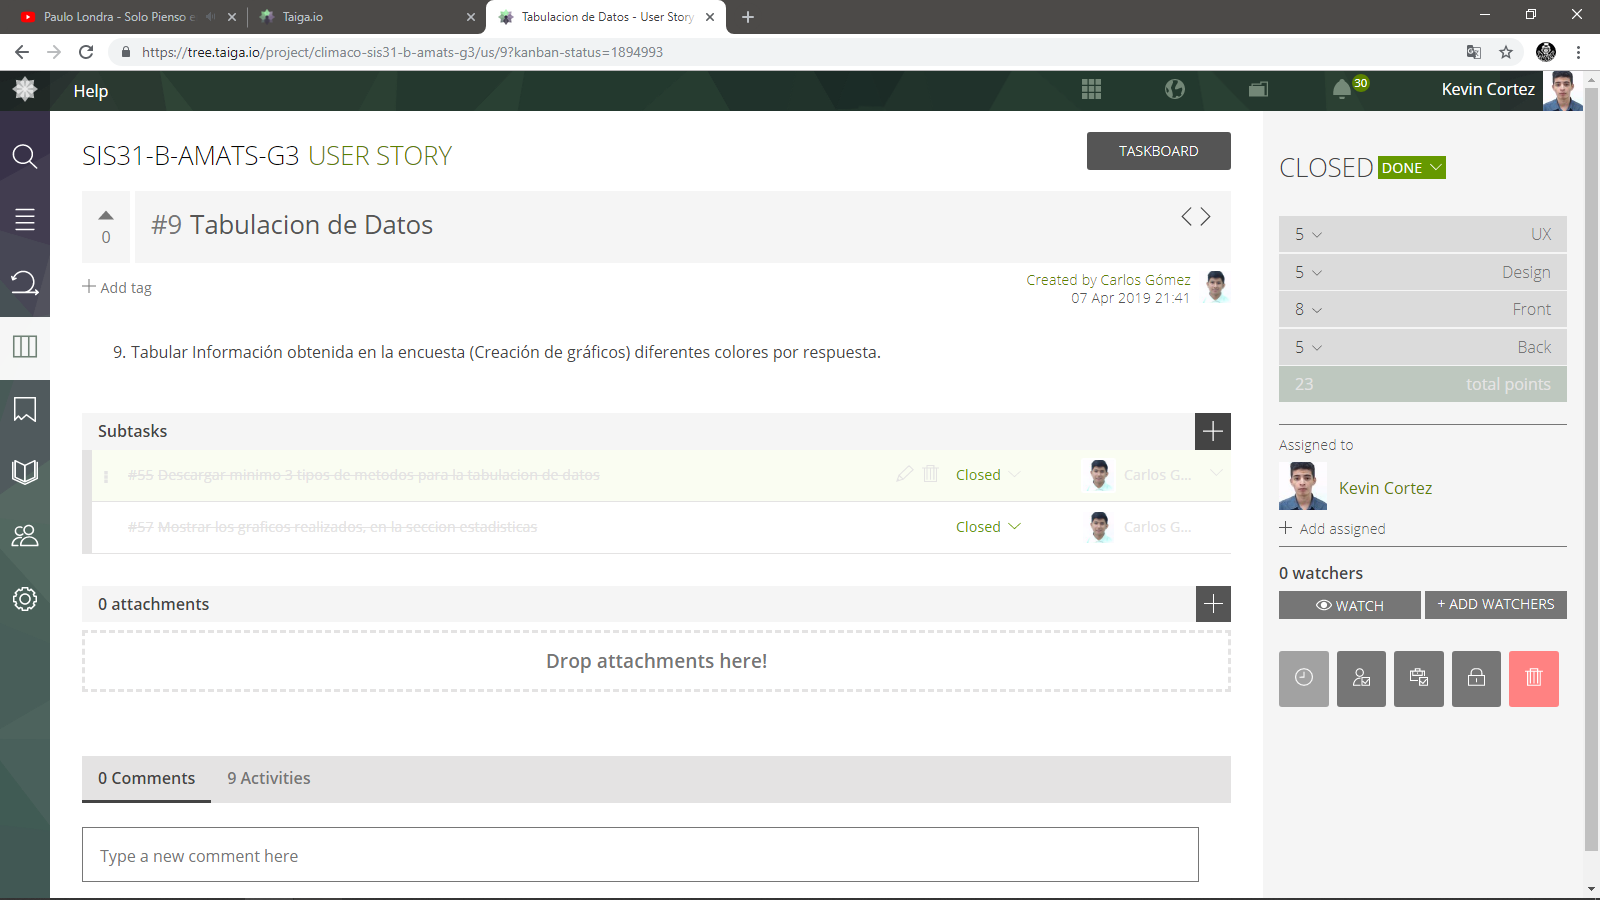 Paulo Londra - Solo Pienso e
Taiga.io
Tabulacion de Datos - User Story
https://tree.taiga.io/project/climaco-sis31-b-amats-g3/us/9?kanban-status=1894993
Help
30
Kevin Cortez
SIS31-B-AMATS-G3 USER STORY
TASKBOARD
0
#9 Tabulacion de Datos
Add tag
Created by Carlos Gómez
07 Apr 2019 21:41
9. Tabular Información obtenida en la encuesta (Creación de gráficos) diferentes colores por respuesta.
Subtasks
#55 Descargar minimo 3 tipos de metodos para la tabulacion de datos
Closed
Carlos G...
#57 Mostrar los graficos realizados, en la seccion estadisticas
Closed
Carlos G...
0 attachments
Drop attachments here!
0 Comments
9 Activities
Type a new comment here
CLOSED DONE
5 UX
5 Design
8 Front
5 Back
23 total points
Assigned to
Kevin Cortez
Add assigned
0 watchers
WATCH
+ ADD WATCHERS